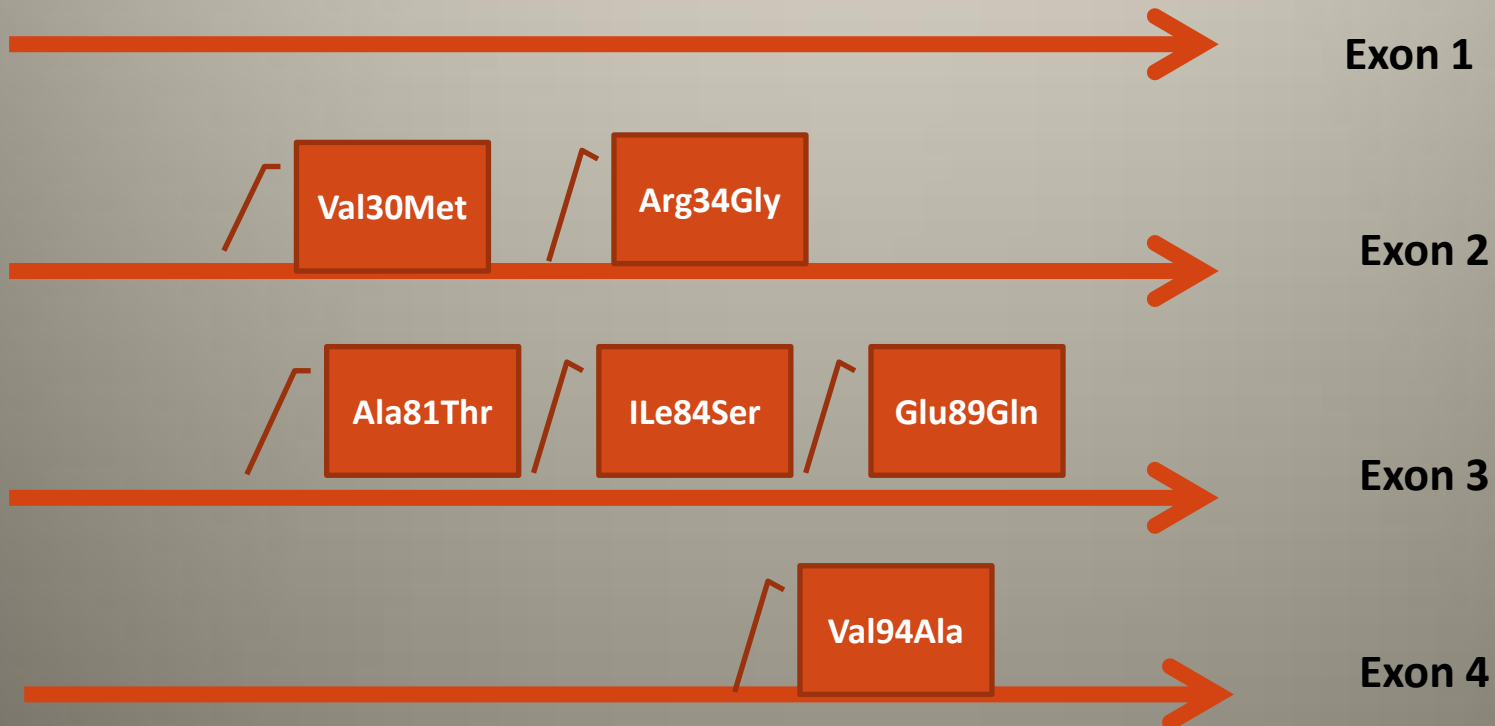 Exon 1
Val30Met
Arg34Gly
Exon 2
Ala81Thr
ILe84Ser
Glu89Gln
Exon 3
Val94Ala
Exon 4